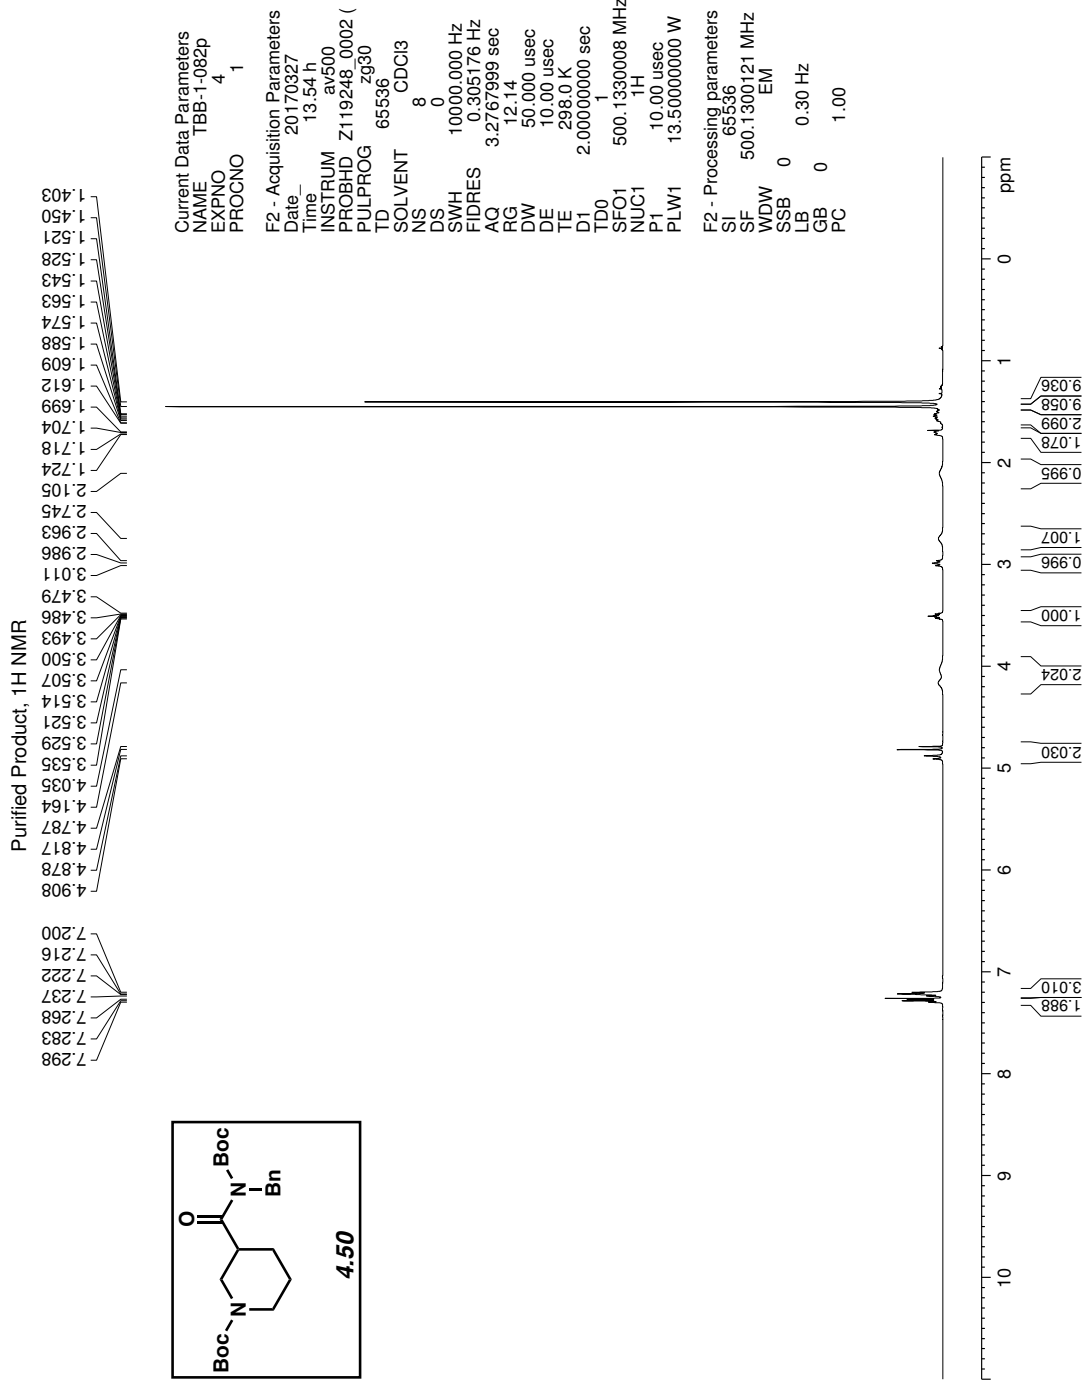 Purified Product, 1H NMR
7.298
7.283
7.268
7.237
7.222
7.216
7.200
4.908
4.878
4.817
4.787
4.164
4.035
3.535
3.529
3.521
3.514
3.507
3.500
3.493
3.486
3.479
3.011
2.986
2.963
2.745
2.105
1.724
1.718
1.704
1.699
1.612
1.609
1.588
1.574
1.563
1.543
1.528
1.521
1.450
1.403
Current Data Parameters
NAME TBB-1-082p
EXPNO 4
PROCNO 1
F2 - Acquisition Parameters
Date_ 20170327
Time 13.54 h
INSTRUM av500
PROBHD Z119248_0002 (
PULPROG zg30
TD 65536
SOLVENT CDCl3
NS 8
DS 0
SWH 10000.000 Hz
FIDRES 0.305176 Hz
AQ 3.2767999 sec
RG 12.14
DW 50.000 usec
DE 10.00 usec
TE 298.0 K
D1 2.00000000 sec
TD0 1
SFO1 500.1330008 MHz
NUC1 1H
P1 10.00 usec
PLW1 13.50000000 W
F2 - Processing parameters
SI 65536
SF 500.1300121 MHz
WDW EM
SSB 0
LB 0.30 Hz
GB 0
PC 1.00
O
Boc
N
N
Boc
Bn
4.50
10 9 8 7 6 5 4 3 2 1 0 ppm
1.988
3.010
2.030
2.024
1.000
0.996
1.007
0.995
1.078
2.099
9.058
9.036